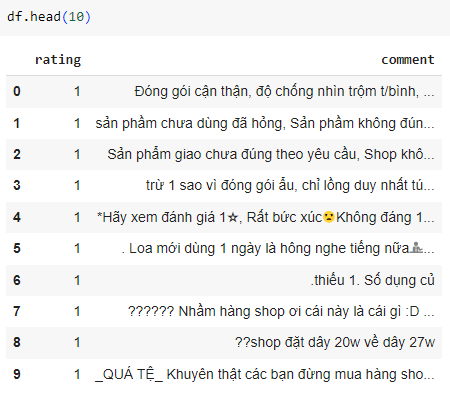 df.head(10)
rating comment
0 1 Đóng gói cận thận, độ chống nhìn trộm t/bình, ...
1 1 sản phầm chưa dùng đã hỏng, Sản phầm không đún...
2 1 Sản phẩm giao chưa đúng theo yêu cầu, Shop khô...
3 1 trừ 1 sao vì đóng gói ẩu, chỉ lồng duy nhất tú...
4 1 *Hãy xem đánh giá 1☆, Rất bức xúc😟Không đáng 1...
5 1 . Loa mới dùng 1 ngày là hông nghe tiếng nữa...
6 1 .thiếu 1. Số dụng củ
7 1 ?????? Nhầm hàng shop ơi cái này là cái gì :D ...
8 1 ??shop đặt dây 20w về dây 27w
9 1 _QUÁ TỆ_ Khuyên thật các bạn đừng mua hàng sho...